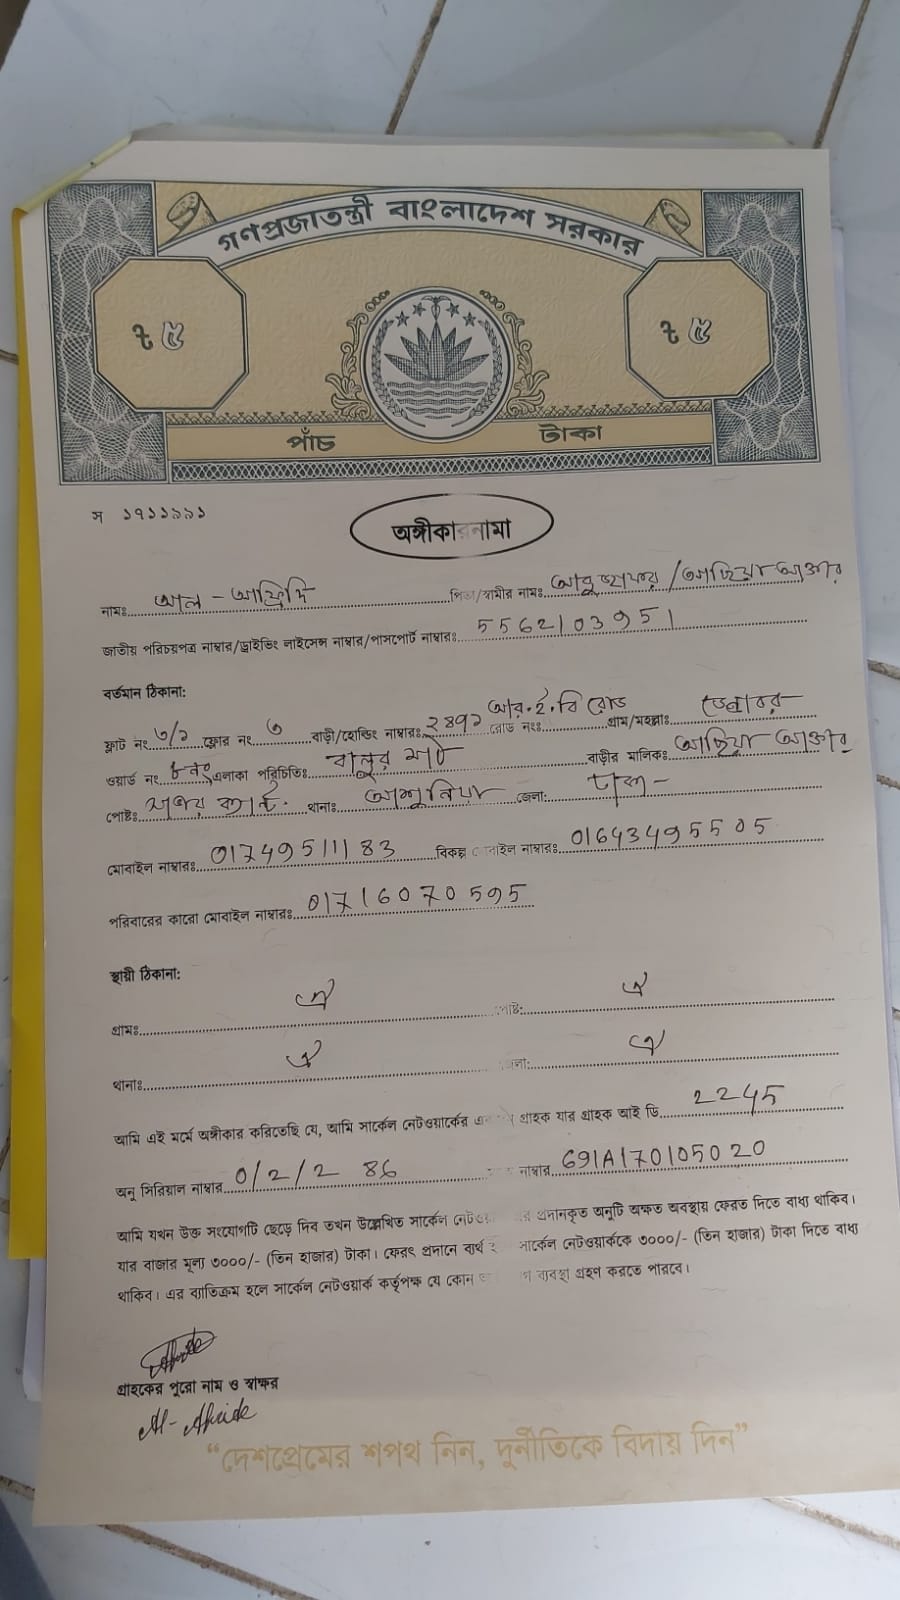 গণপ্রজাতন্ত্রী বাংলাদেশ সরকার
৳ ৫ ৳ ৫
পাঁচ টাকা
স ১৭১১৯৯১
অঙ্গীকারনামা
নামঃ আল - আফ্রিদি পিতা/স্বামীর নামঃ আবু জাফর / আছিয়া আক্তার
জাতীয় পরিচয়পত্র নাম্বার/ড্রাইভিং লাইসেন্স নাম্বার/পাসপোর্ট নাম্বারঃ 5562103951
বর্তমান ঠিকানা:
ফ্লাট নং ৩/১ ফ্লোর নং ৩ বাড়ী/হোল্ডিং নাম্বারঃ রোড নংঃ আর.ই.বি রোড গ্রাম/মহল্লাঃ
ওয়ার্ড নং ৮নং এলাকা পরিচিতিঃ বালুর মাঠ বাড়ীর মালিক: আছিয়া আক্তার
পোষ্টঃ থানাঃ আশুলিয়া জেলা: ঢাকা -
মোবাইল নাম্বারঃ 01749511183 বিকল্প মোবাইল নাম্বারঃ 01643495505
পরিবারের কারো মোবাইল নাম্বারঃ 01716070595
স্থায়ী ঠিকানা:
গ্রামঃ ঐ পোষ্ট: ঐ
থানাঃ ঐ জেলা: ঐ
আমি এই মর্মে অঙ্গীকার করিতেছি যে, আমি সার্কেল নেটওয়ার্কের গ্রাহক যার গ্রাহক আই ডি 2245
অনু সিরিয়াল নাম্বার 0/2/2 86 নাম্বার 691A170105020
আমি যখন উক্ত সংযোগটি ছেড়ে দিব তখন উল্লেখিত সার্কেল প্রদানকৃত অনুটি অক্ষত অবস্থায় ফেরত দিতে বাধ্য থাকিব।
যার বাজার মূল্য ৩০০০/- (তিন হাজার) টাকা। ফেরৎ প্রদানে ব্যর্থ সার্কেল নেটওয়ার্ককে ৩০০০/- (তিন হাজার) টাকা দিতে বাধ্য
থাকিব। এর ব্যতিক্রম হলে সার্কেল নেটওয়ার্ক কর্তৃপক্ষ যে কোন ব্যবস্থা গ্রহণ করতে পারবে।
গ্রাহকের পুরো নাম ও স্বাক্ষর
"দেশপ্রেমের শপথ নিন, দুর্নীতিকে বিদায় দিন"